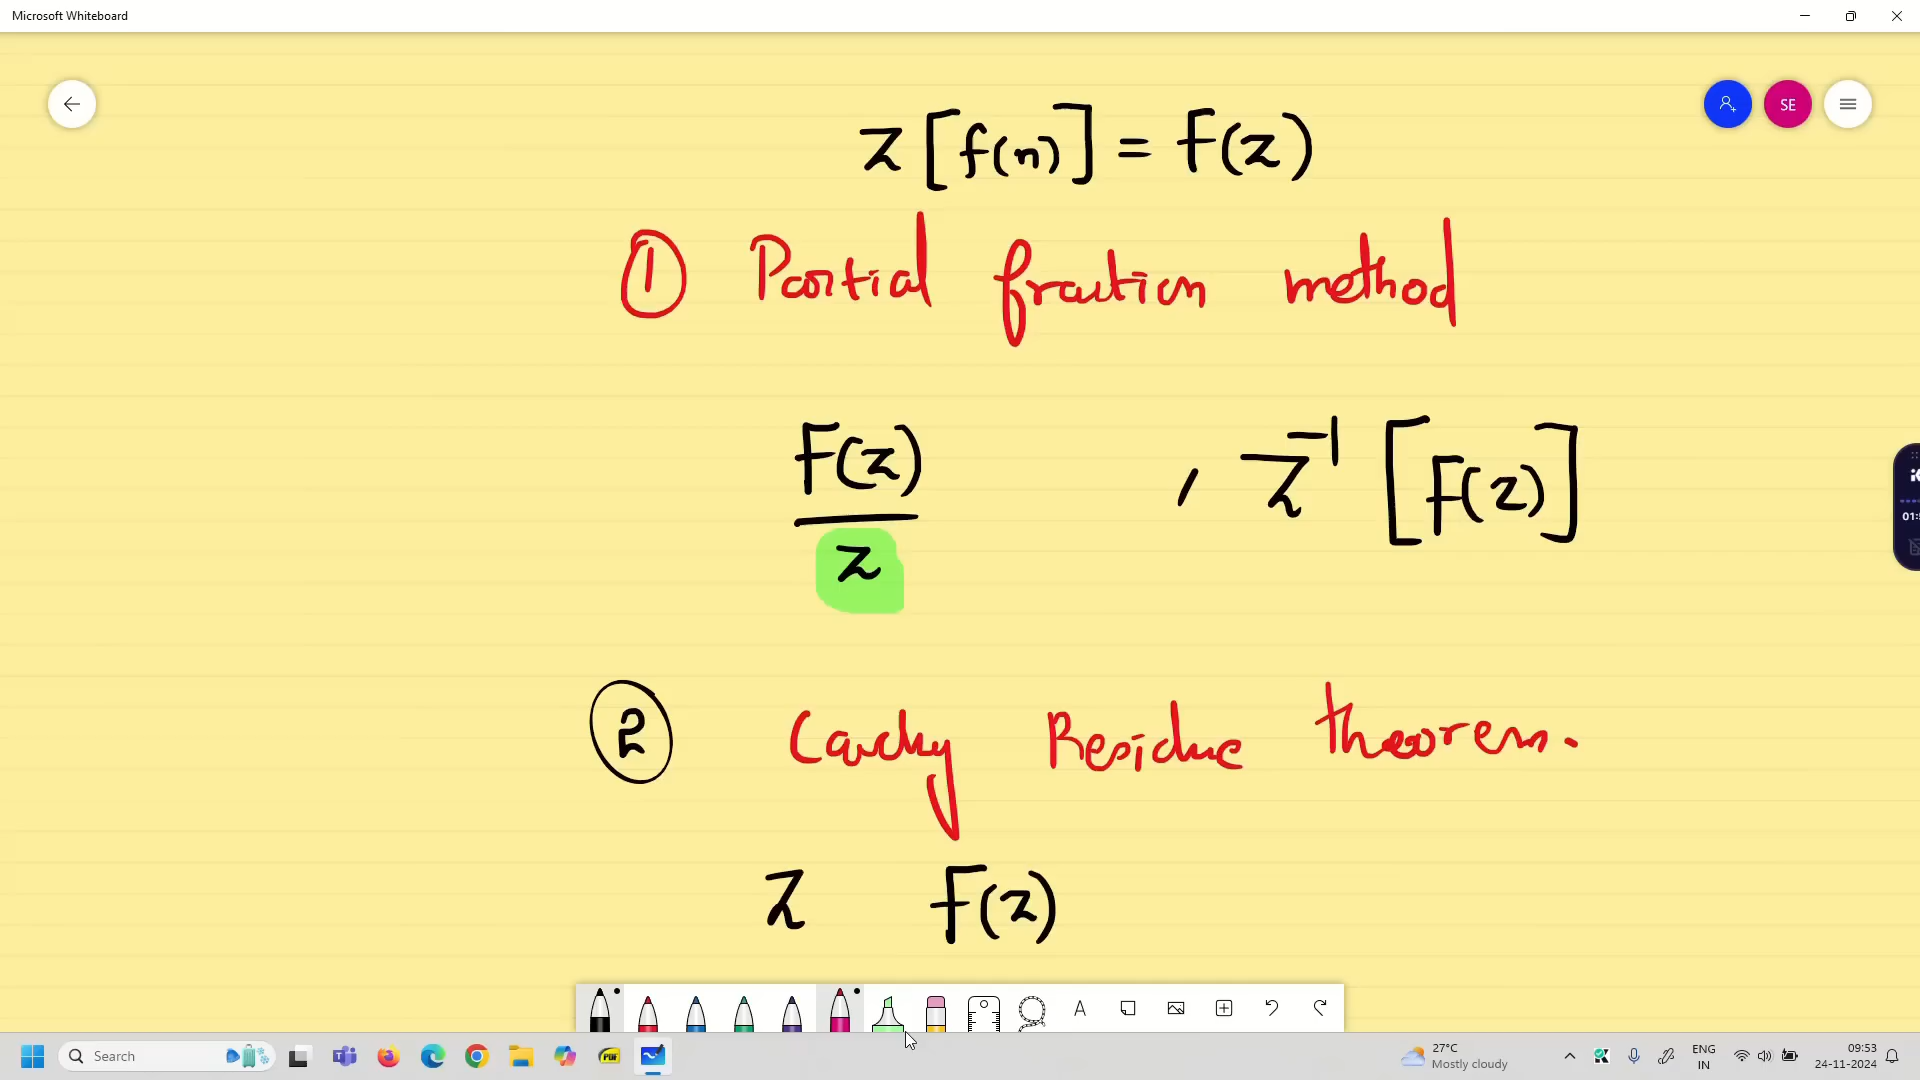 Microsoft Whiteboard
SE
z [f(n)] = F(z)
① Partial fraction method
F(z)
z
, z⁻¹ [F(z)]
② Cauchy Residue theorem.
z F(z)
01:
A
Search
27°C
Mostly cloudy
ENG
IN
09:53
24-11-2024